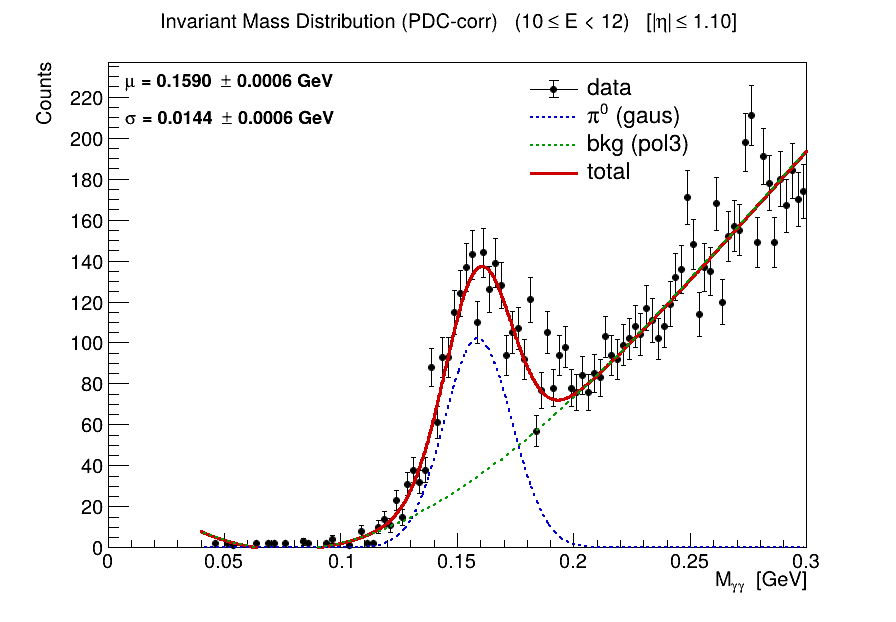 Invariant Mass Distribution (PDC-corr) (10 ≤ E < 12) [|η| ≤ 1.10]
μ = 0.1590 ± 0.0006 GeV
σ = 0.0144 ± 0.0006 GeV
data
π⁰ (gaus)
bkg (pol3)
total
Counts
220
200
180
160
140
120
100
80
60
40
20
0
0 0.05 0.1 0.15 0.2 0.25 0.3
M_γγ [GeV]